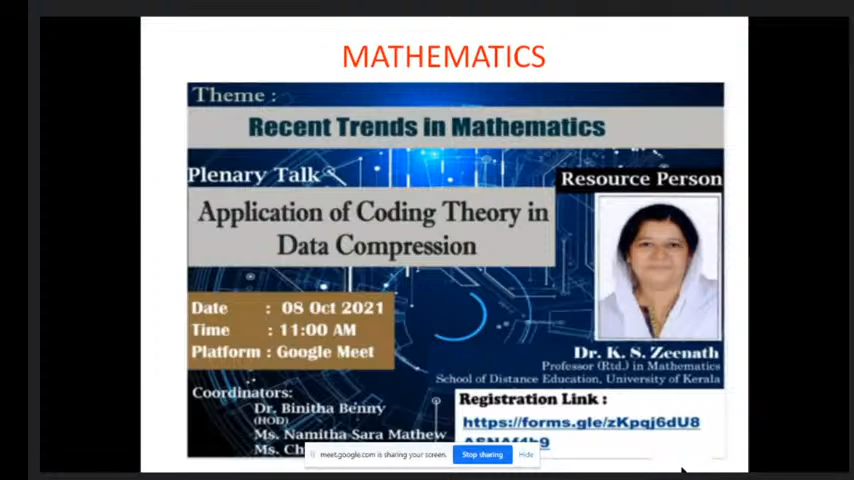 MATHEMATICS
Theme :
Recent Trends in Mathematics
Plenary Talk
Resource Person
Application of Coding Theory in
Data Compression
Date : 08 Oct 2021
Time : 11:00 AM
Platform : Google Meet
Dr. K. S. Zeenath
Professor (Rtd.) in Mathematics
School of Distance Education, University of Kerala
Coordinators:
Dr. Binitha Benny
(HOD)
Ms. Namitha Sara Mathew
Ms.
Registration Link :
https://forms.gle/zKpqj6dU8
meet.google.com is sharing your screen.
Stop sharing
Hide